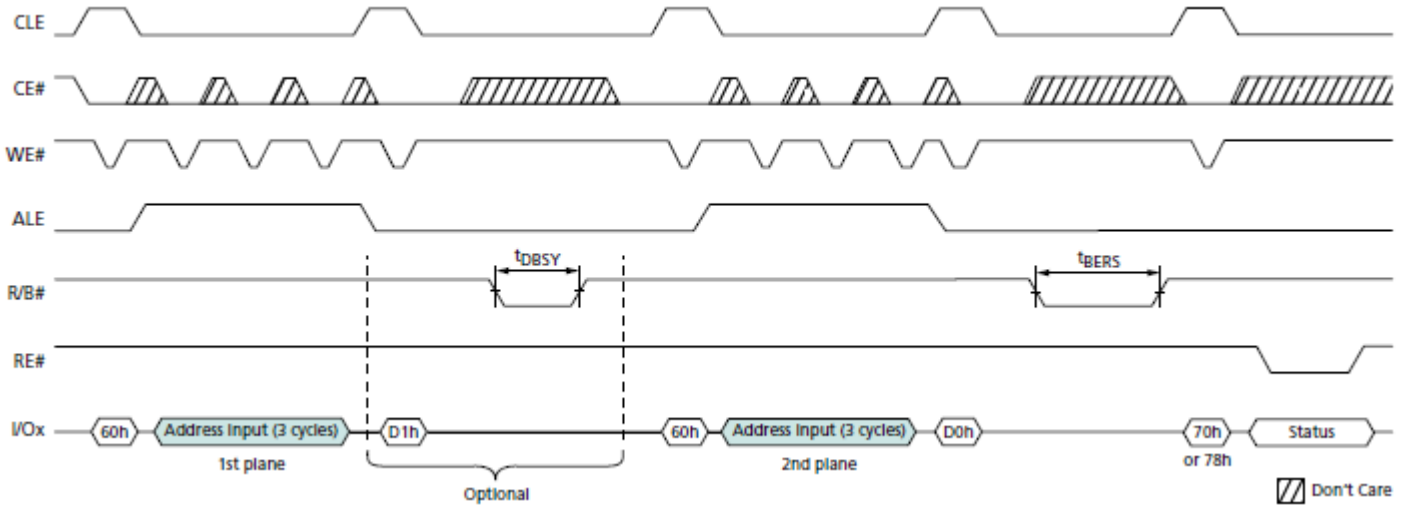 CLE
CE#
WE#
ALE
tDBSY
tBERS
R/B#
RE#
I/Ox
60h
Address Input (3 cycles)
D1h
60h
Address Input (3 cycles)
D0h
70h
Status
1st plane
2nd plane
or 78h
Optional
Don't Care